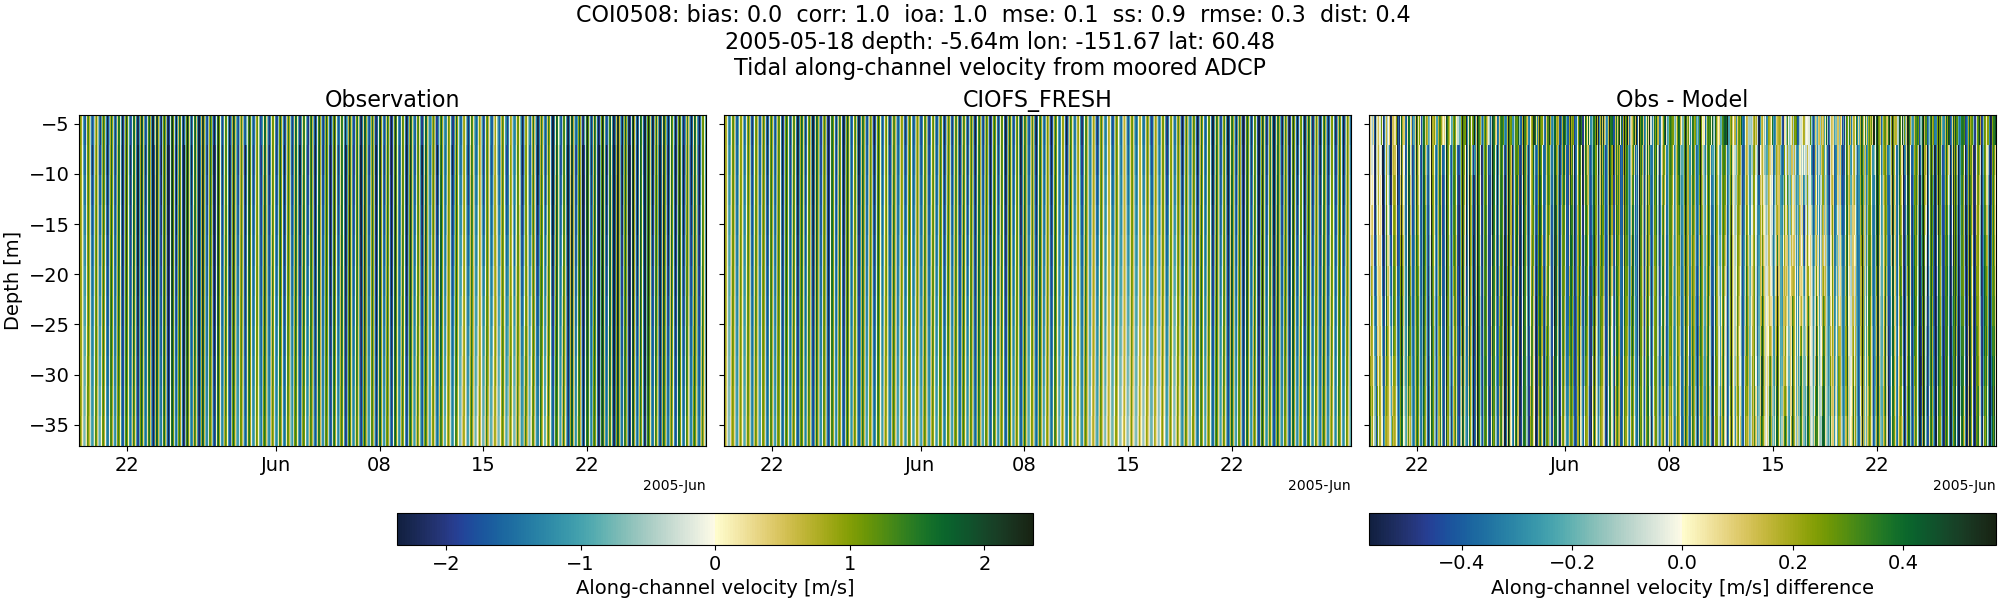 COI0508: bias: 0.0 corr: 1.0 ioa: 1.0 mse: 0.1 ss: 0.9 rmse: 0.3 dist: 0.4
2005-05-18 depth: -5.64m lon: -151.67 lat: 60.48
Tidal along-channel velocity from moored ADCP
Observation CIOFS_FRESH Obs - Model
Depth [m]
−5
−10
−15
−20
−25
−30
−35
22 Jun 08 15 22 22 Jun 08 15 22 22 Jun 08 15 22
2005-Jun 2005-Jun 2005-Jun
−2 −1 0 1 2 −0.4 −0.2 0.0 0.2 0.4
Along-channel velocity [m/s] Along-channel velocity [m/s] difference